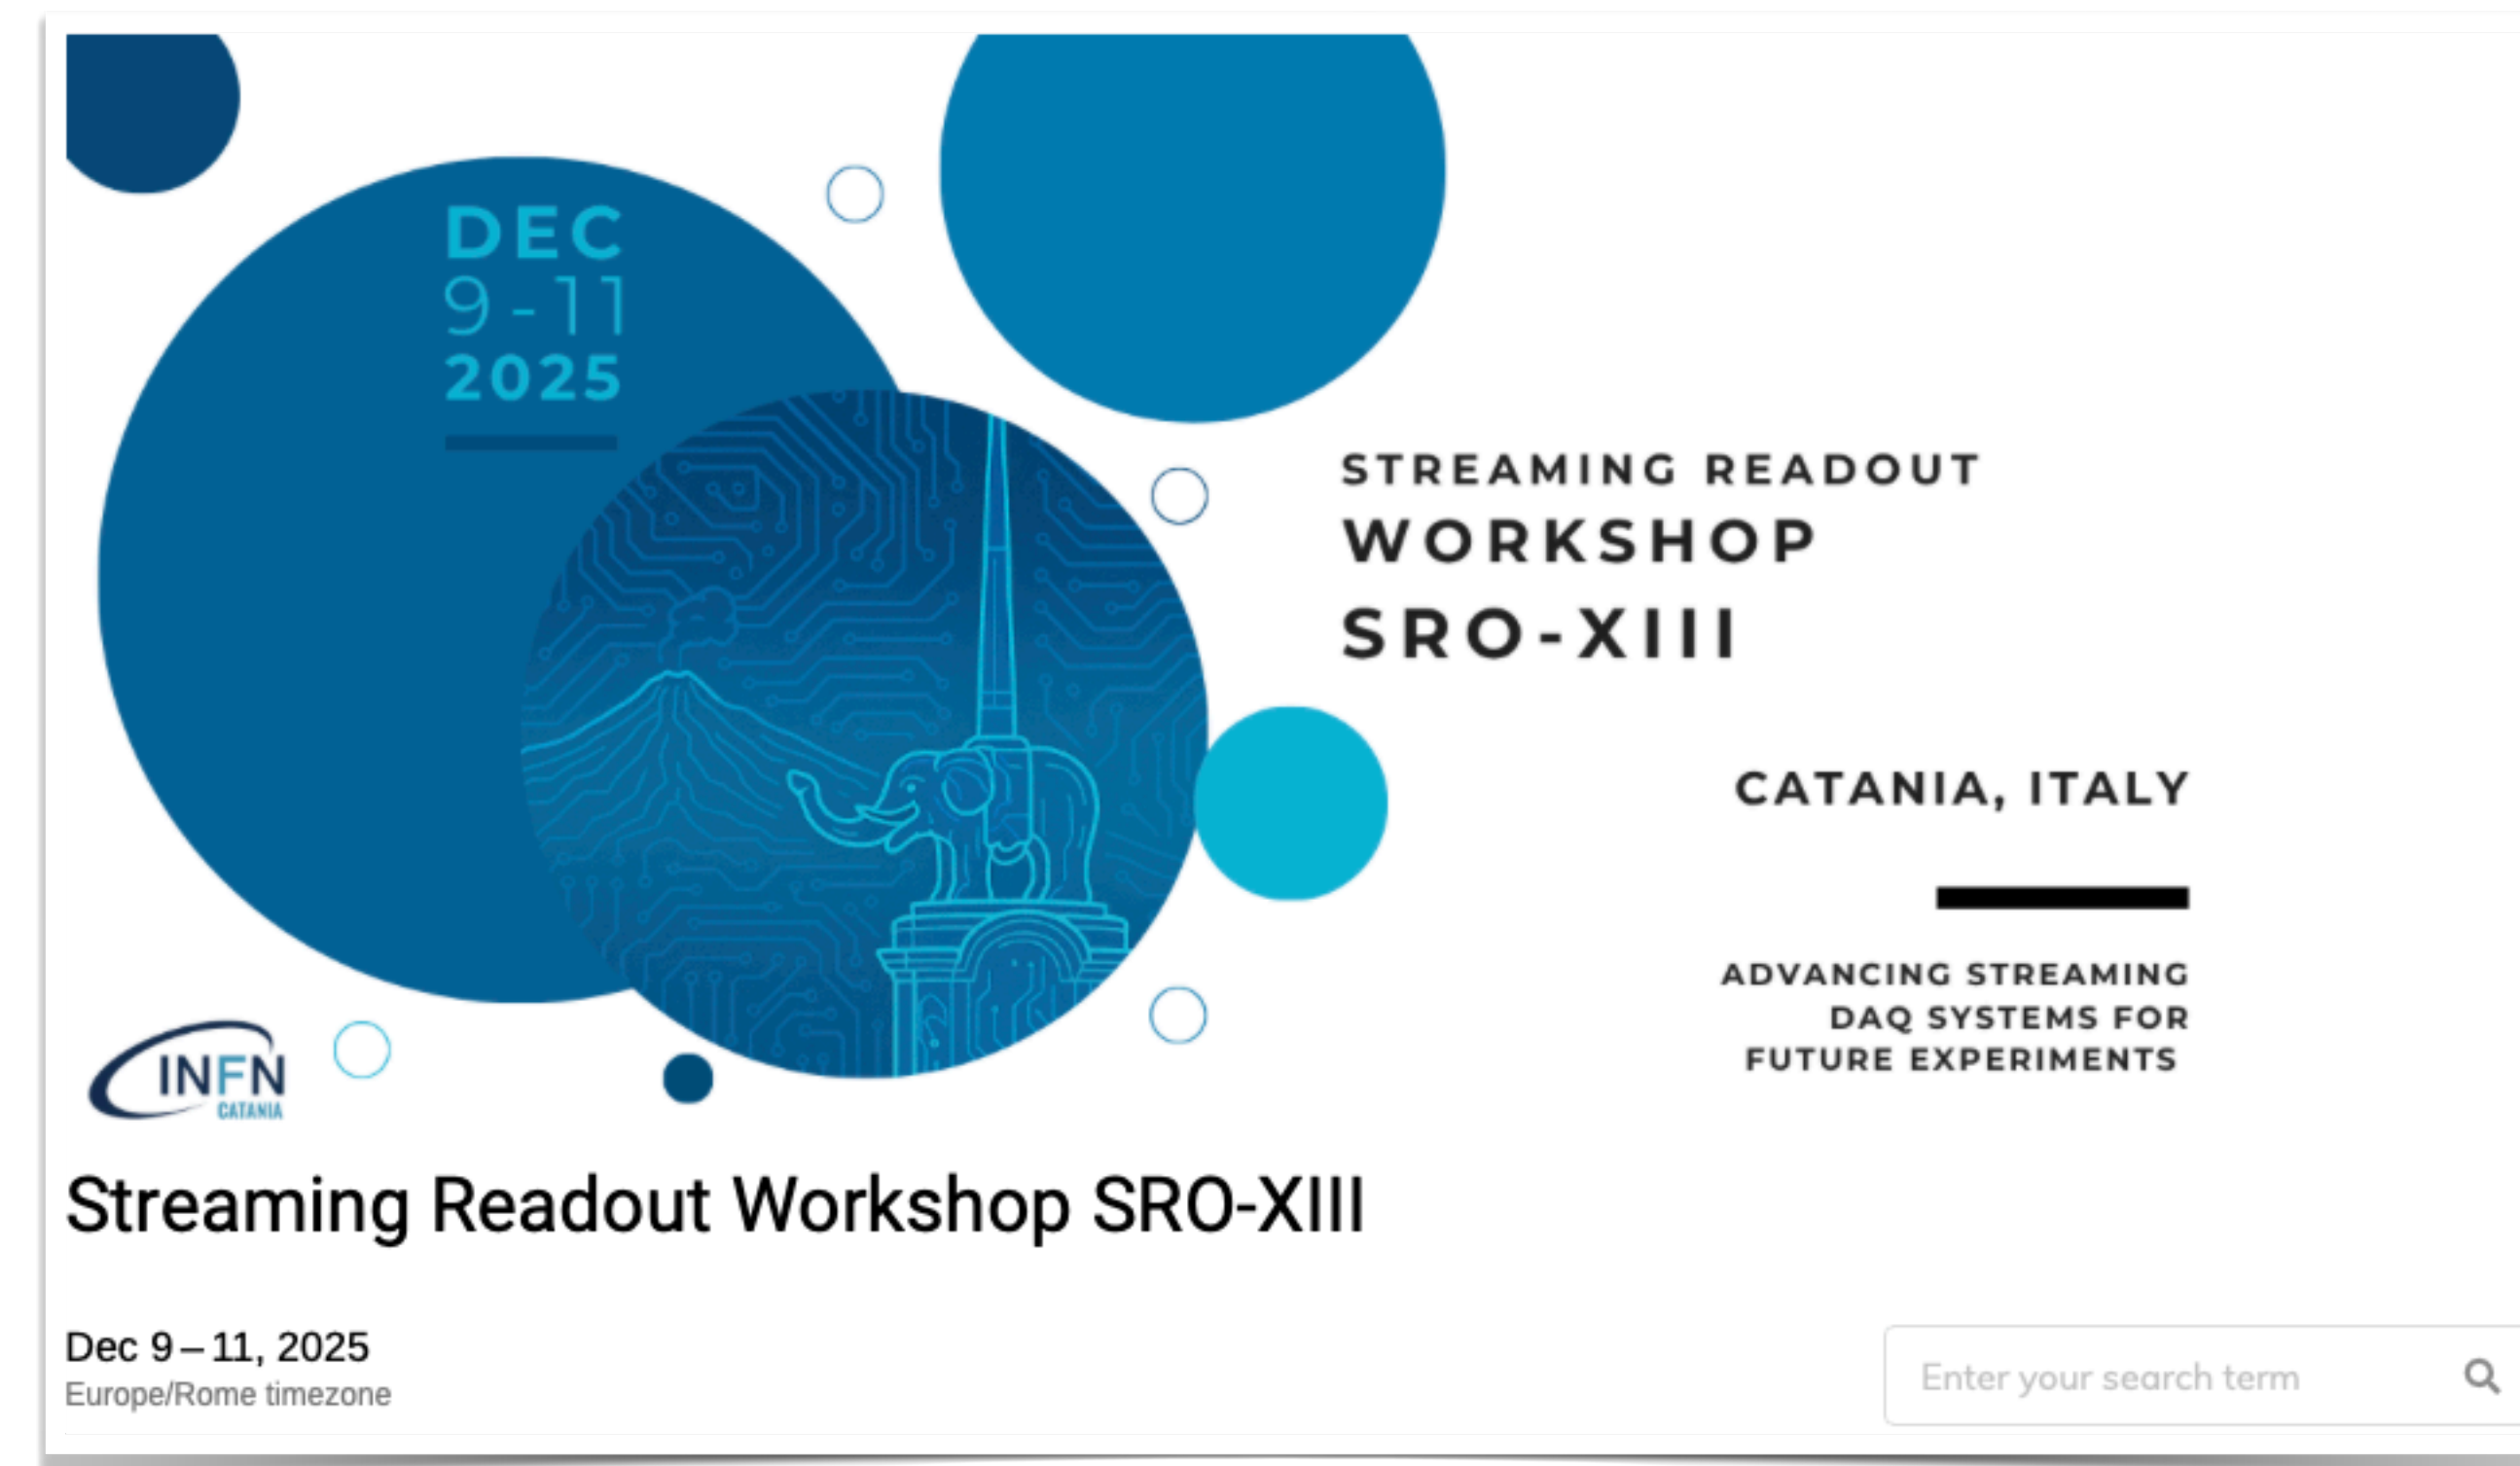 DEC
9-11
2025
STREAMING READOUT
WORKSHOP
SRO-XIII
CATANIA, ITALY
ADVANCING STREAMING
DAQ SYSTEMS FOR
FUTURE EXPERIMENTS
INFN
CATANIA
Streaming Readout Workshop SRO-XIII
Dec 9 – 11, 2025
Europe/Rome timezone
Enter your search term